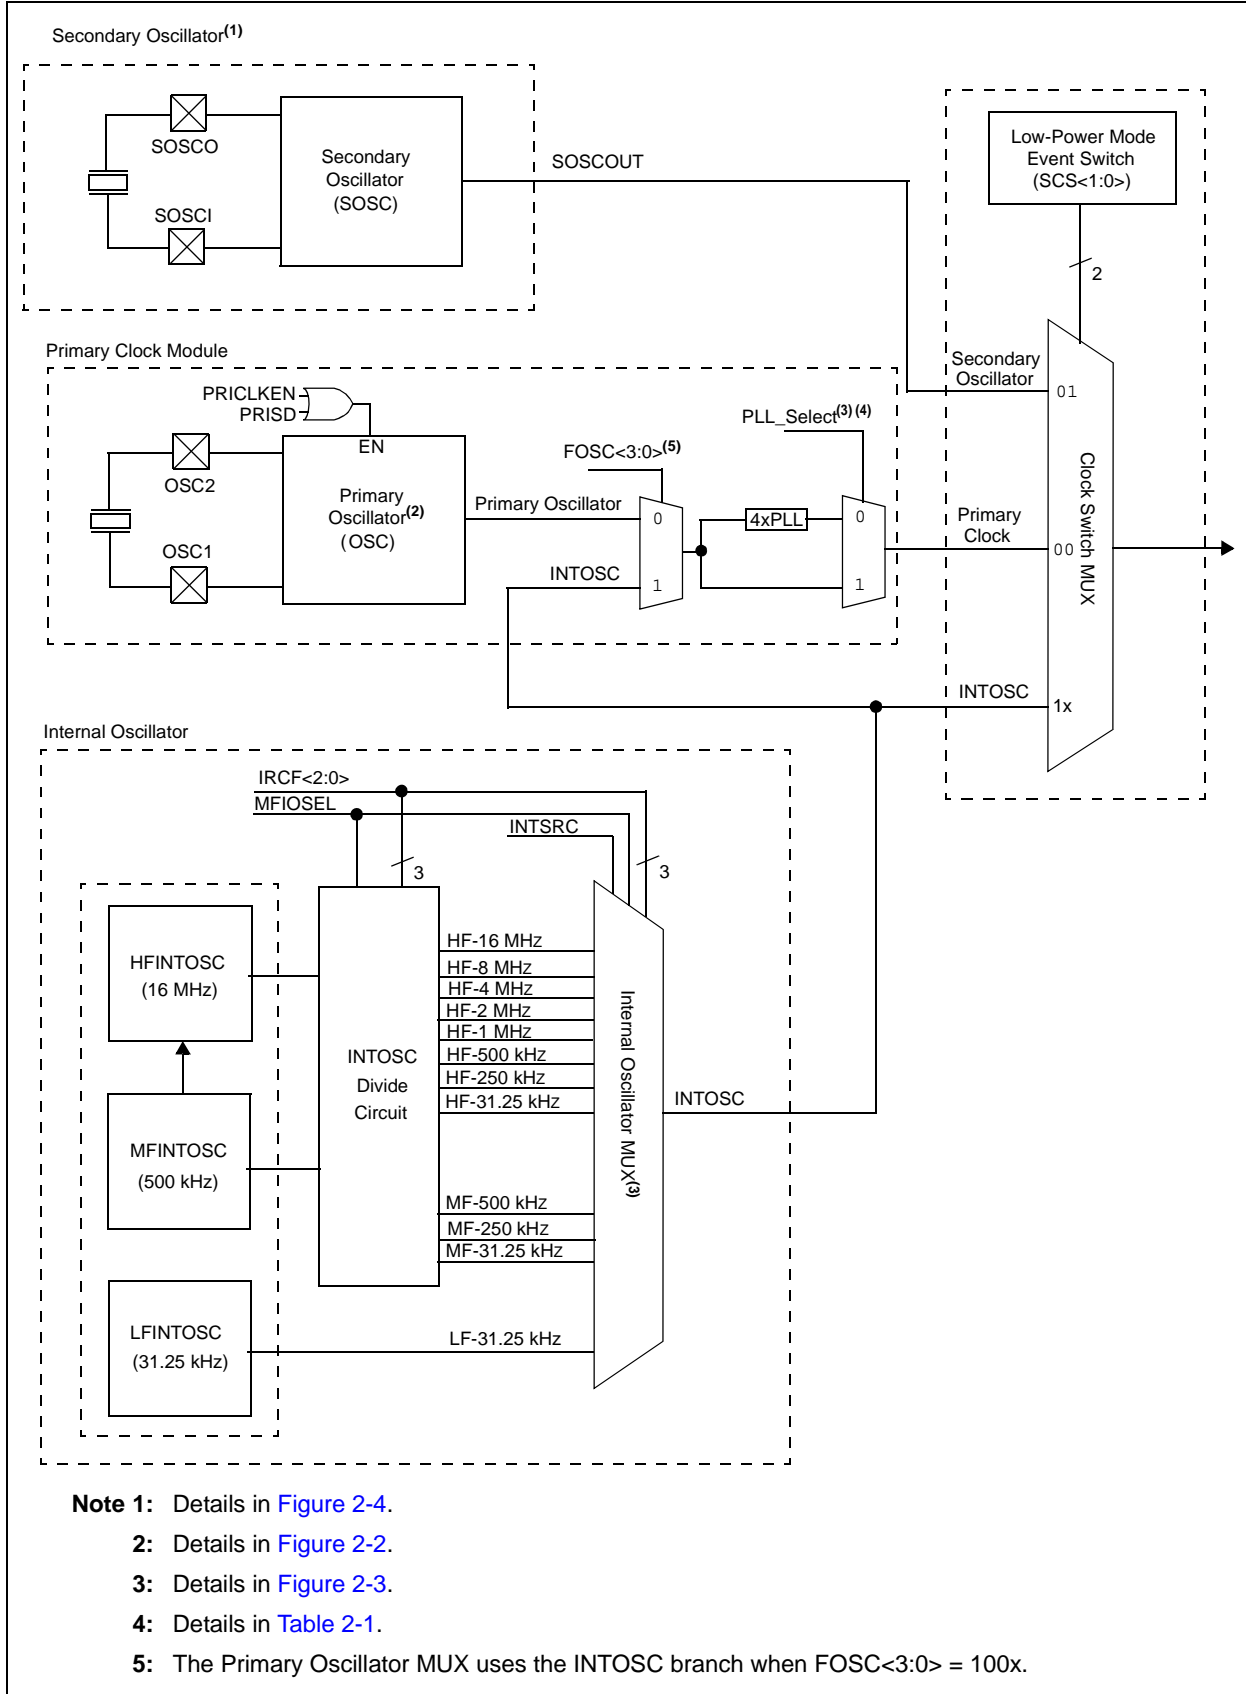 Secondary Oscillator(1)
SOSCO
SOSCI
Secondary
Oscillator
(SOSC)
SOSCOUT
Low-Power Mode
Event Switch
(SCS<1:0>)
2
Secondary
Oscillator
01
Primary
Clock
00
INTOSC
1x
Clock Switch MUX
Primary Clock Module
PRICLKEN
PRISD
EN
OSC2
OSC1
Primary
Oscillator(2)
(OSC)
Primary Oscillator
INTOSC
FOSC<3:0>(5)
0
1
PLL_Select(3) (4)
4xPLL
0
1
Internal Oscillator
IRCF<2:0>
MFIOSEL
INTSRC
3
3
HFINTOSC
(16 MHz)
MFINTOSC
(500 kHz)
LFINTOSC
(31.25 kHz)
INTOSC
Divide
Circuit
HF-16 MHz
HF-8 MHz
HF-4 MHz
HF-2 MHz
HF-1 MHz
HF-500 kHz
HF-250 kHz
HF-31.25 kHz
MF-500 kHz
MF-250 kHz
MF-31.25 kHz
LF-31.25 kHz
Internal Oscillator MUX(3)
INTOSC
Note 1: Details in Figure 2-4.
2: Details in Figure 2-2.
3: Details in Figure 2-3.
4: Details in Table 2-1.
5: The Primary Oscillator MUX uses the INTOSC branch when FOSC<3:0> = 100x.